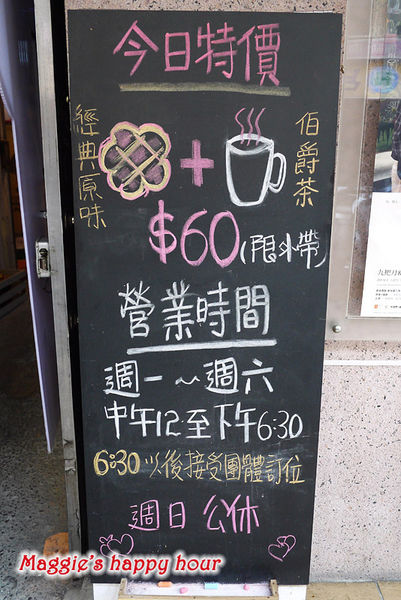 今日特價
經典原味
+
伯爵茶
$60(限外帶)
營業時間
週一~週六
中午12至下午6:30
6:30以後接受團體訂位
週日 公休
Maggie's happy hour